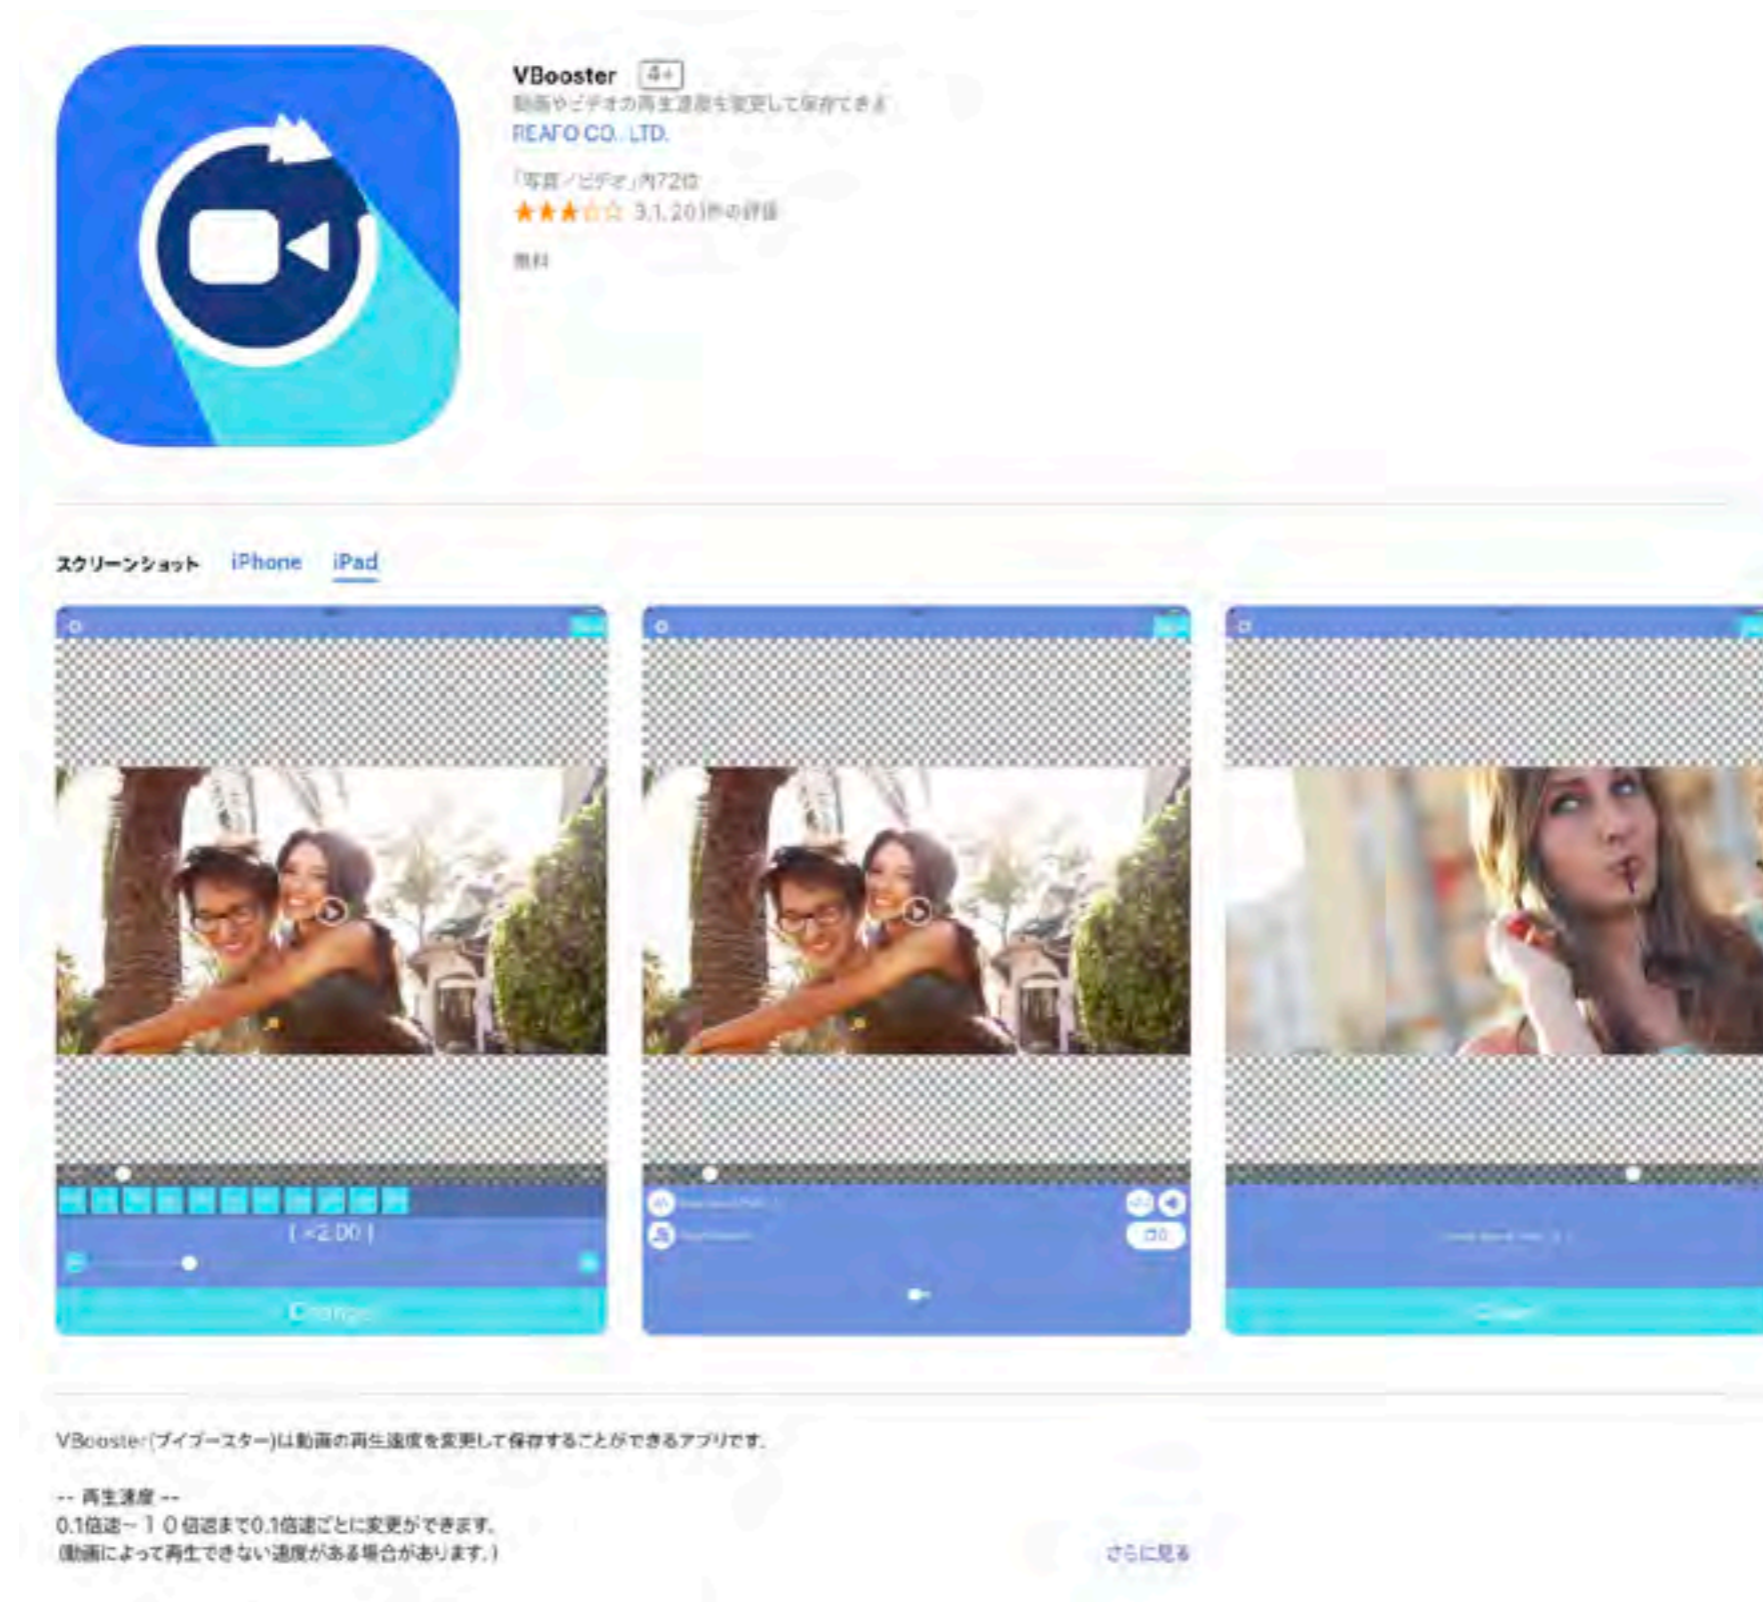 VBooster 4+
動画やビデオの再生速度を変更して保存できる
REAFO CO., LTD.
「写真／ビデオ」内72位
3.1, 20件の評価
無料
スクリーンショット iPhone iPad
[ ×2.00 ]
Change
VBooster(ブイブースター)は動画の再生速度を変更して保存することができるアプリです。
-- 再生速度 --
0.1倍速〜１０倍速まで0.1倍速ごとに変更ができます。
(動画によって再生できない速度がある場合があります。)
さらに見る